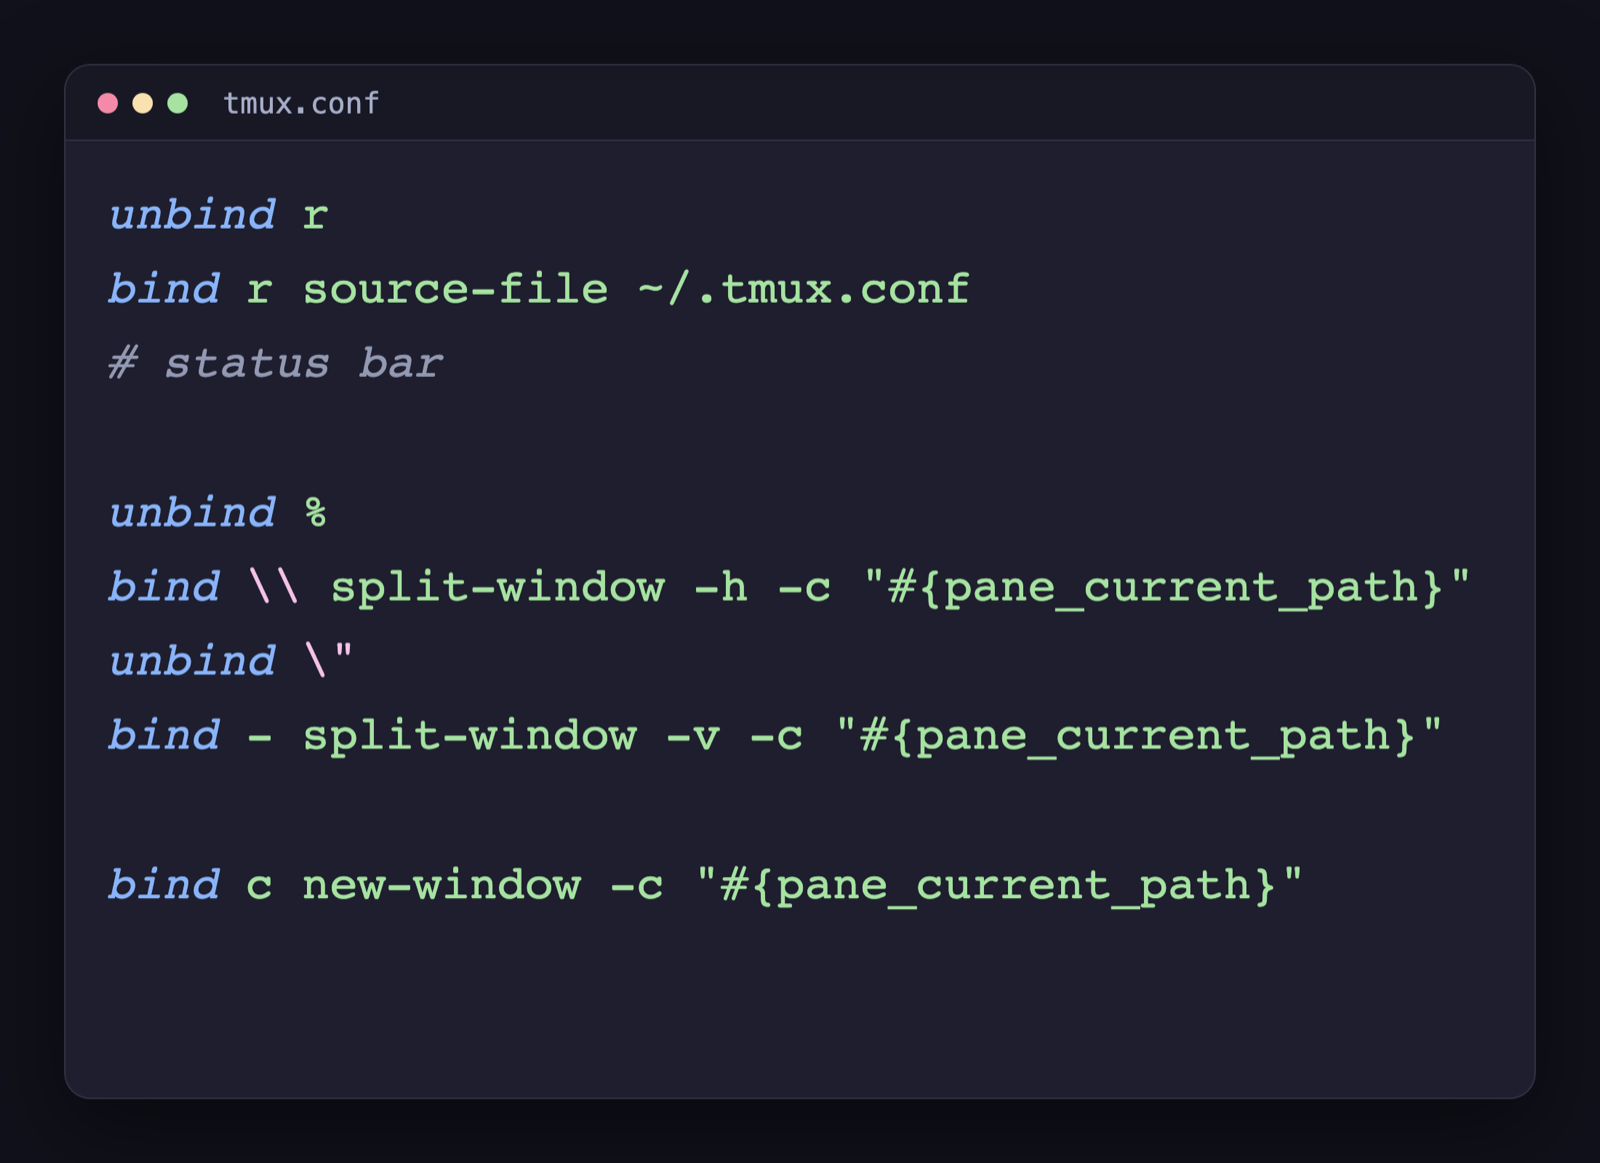 tmux.conf
unbind r
bind r source-file ~/.tmux.conf
# status bar
unbind %
bind \\ split-window -h -c "#{pane_current_path}"
unbind \"
bind - split-window -v -c "#{pane_current_path}"
bind c new-window -c "#{pane_current_path}"